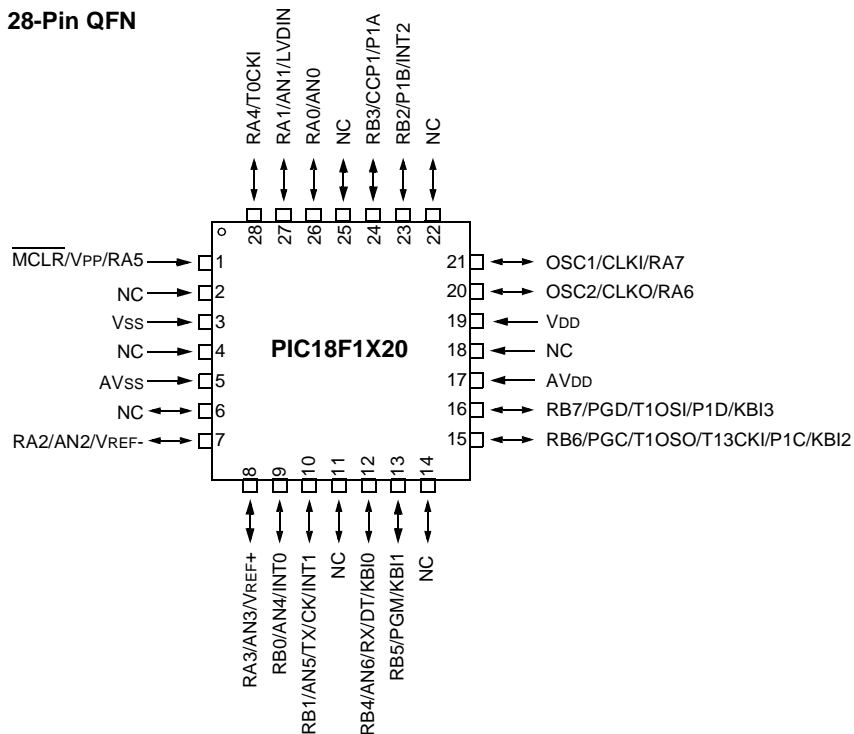 28-Pin QFN
RA4/T0CKI
RA1/AN1/LVDIN
RA0/AN0
NC
RB3/CCP1/P1A
RB2/P1B/INT2
NC
28
27
26
25
24
23
22
MCLR/VPP/RA5
1
NC
2
VSS
3
NC
4
AVSS
5
NC
6
RA2/AN2/VREF-
7
PIC18F1X20
21
OSC1/CLKI/RA7
20
OSC2/CLKO/RA6
19
VDD
18
NC
17
AVDD
16
RB7/PGD/T1OSI/P1D/KBI3
15
RB6/PGC/T1OSO/T13CKI/P1C/KBI2
8
9
10
11
12
13
14
RA3/AN3/VREF+
RB0/AN4/INT0
RB1/AN5/TX/CK/INT1
NC
RB4/AN6/RX/DT/KBI0
RB5/PGM/KBI1
NC